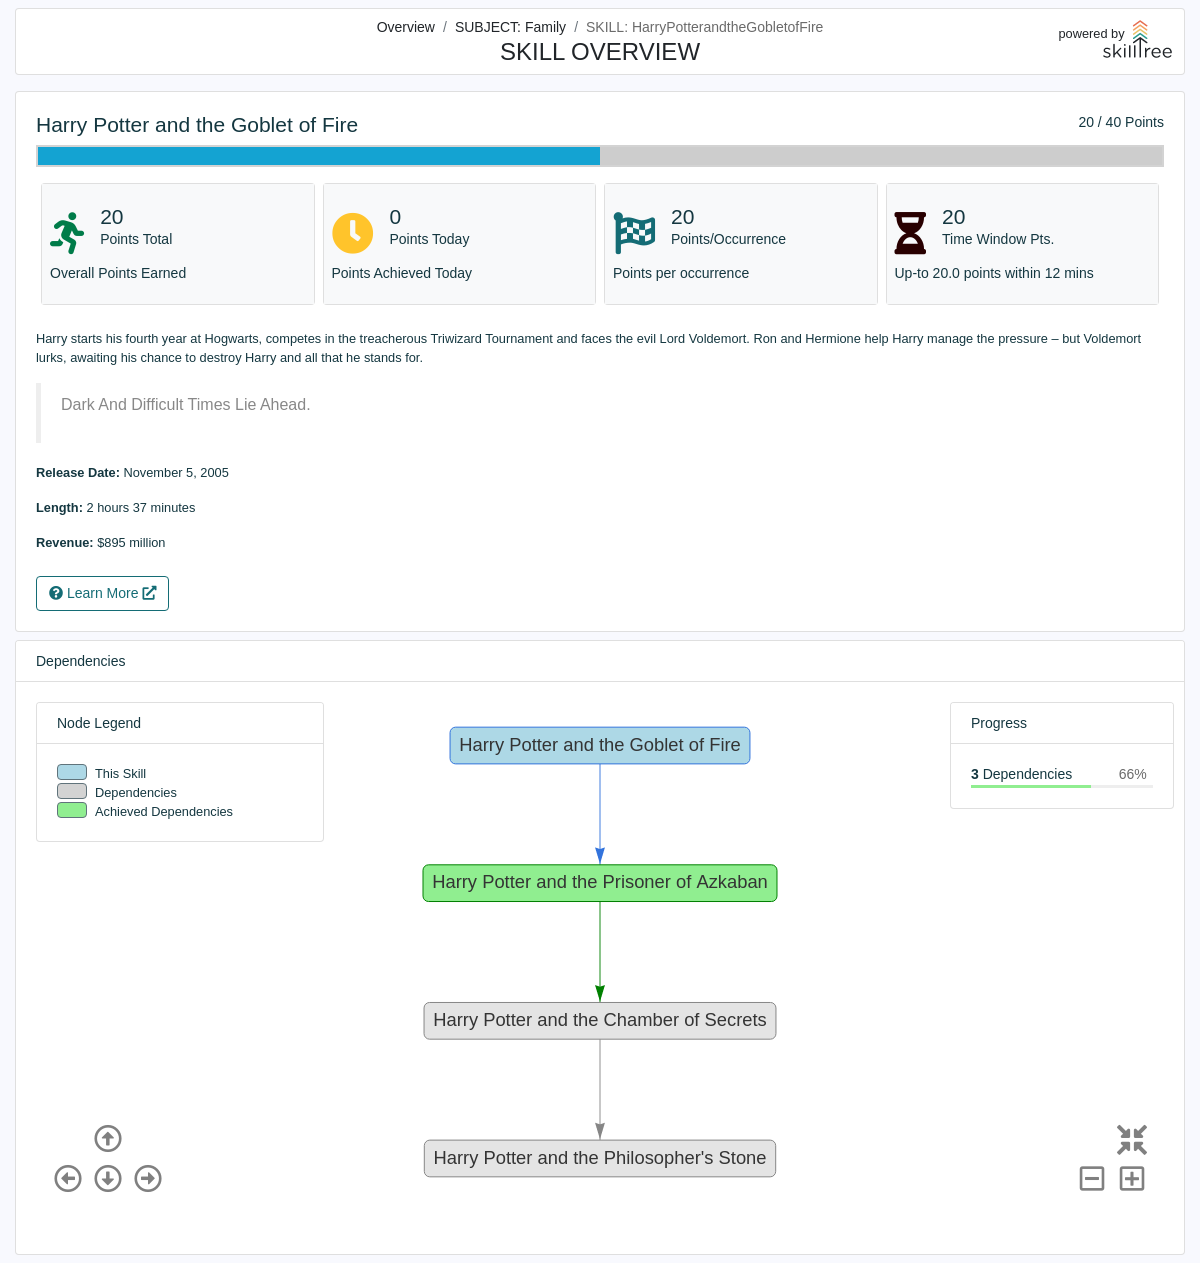 Overview / SUBJECT: Family / SKILL: HarryPotterandtheGobletofFire
SKILL OVERVIEW
powered by
skilltree
Harry Potter and the Goblet of Fire
20 / 40 Points
20
Points Total
Overall Points Earned
0
Points Today
Points Achieved Today
20
Points/Occurrence
Points per occurrence
20
Time Window Pts.
Up-to 20.0 points within 12 mins
Harry starts his fourth year at Hogwarts, competes in the treacherous Triwizard Tournament and faces the evil Lord Voldemort. Ron and Hermione help Harry manage the pressure – but Voldemort
lurks, awaiting his chance to destroy Harry and all that he stands for.
Dark And Difficult Times Lie Ahead.
Release Date: November 5, 2005
Length: 2 hours 37 minutes
Revenue: $895 million
Learn More
Dependencies
Node Legend
This Skill
Dependencies
Achieved Dependencies
Harry Potter and the Goblet of Fire
Harry Potter and the Prisoner of Azkaban
Harry Potter and the Chamber of Secrets
Harry Potter and the Philosopher's Stone
Progress
3 Dependencies 66%